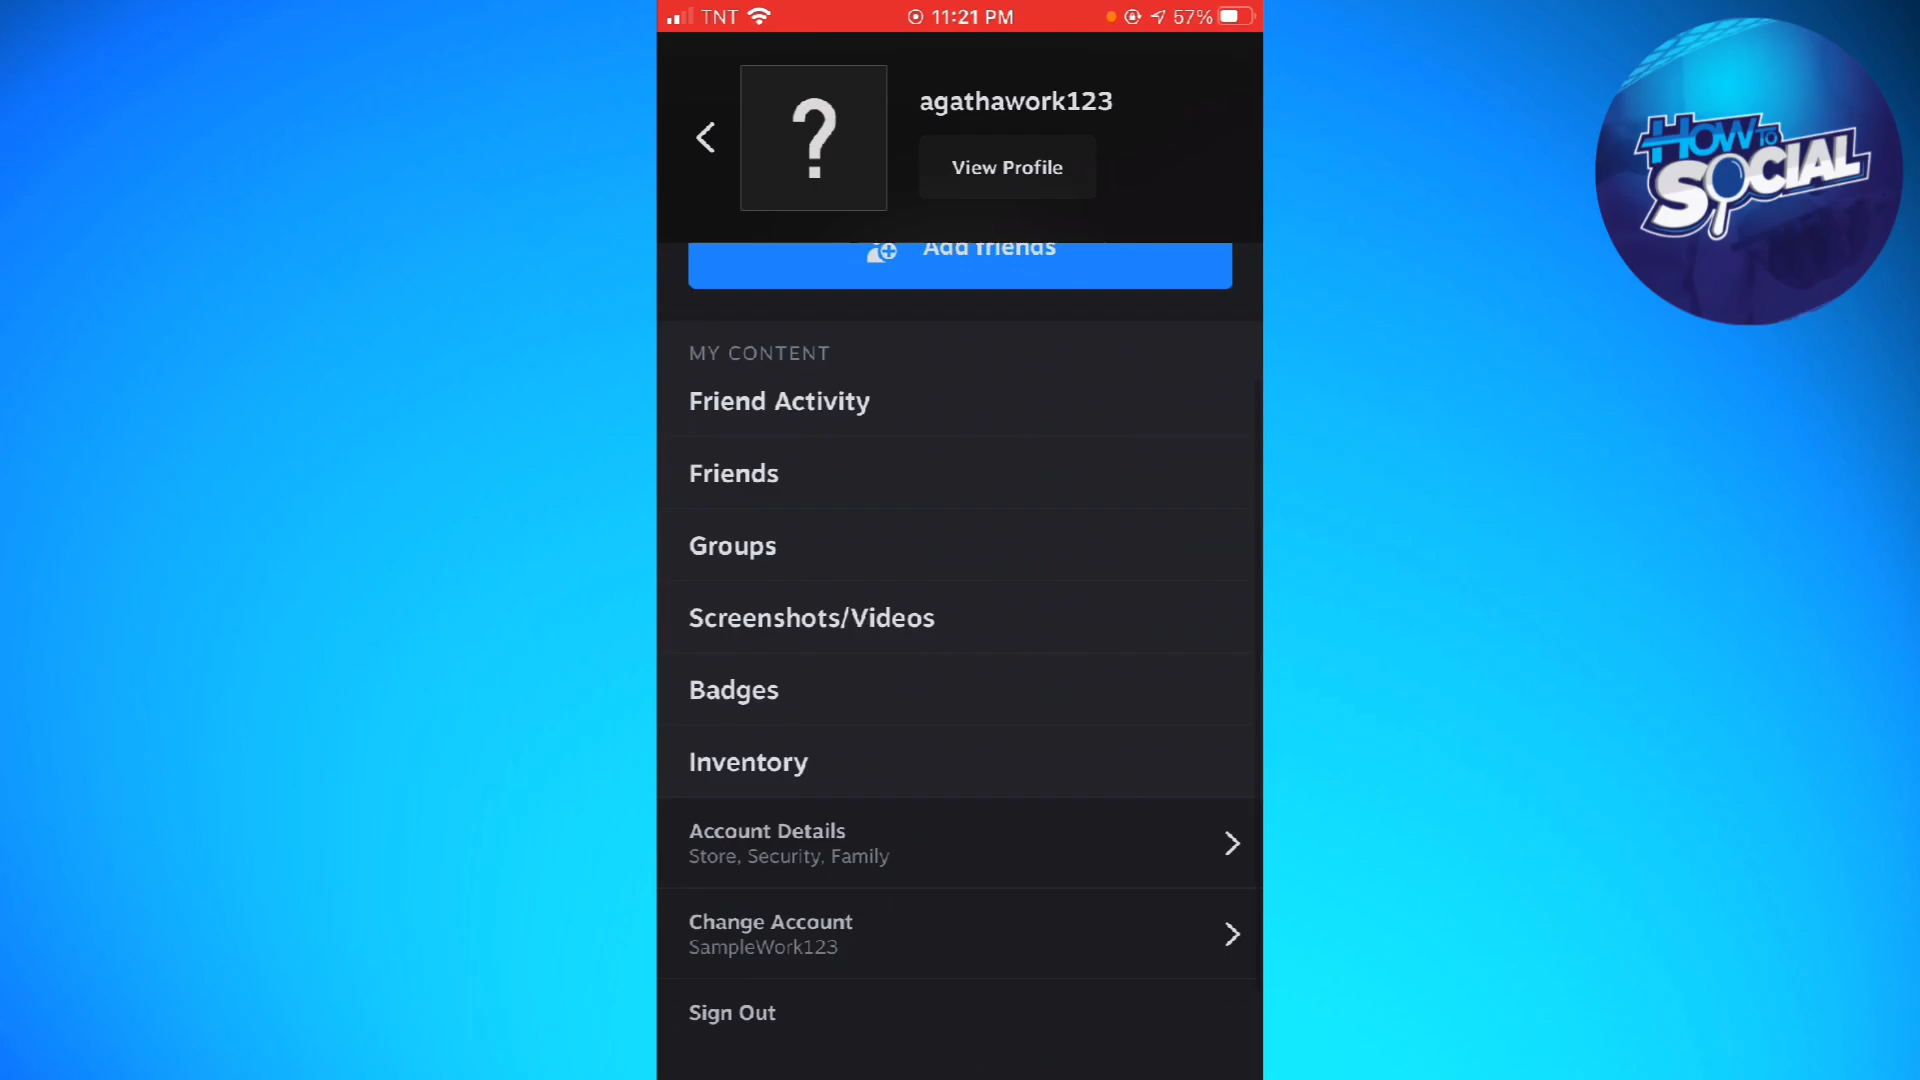 TNT 11:21 PM 57%
agathawork123
View Profile
Add friends
MY CONTENT
Friend Activity
Friends
Groups
Screenshots/Videos
Badges
Inventory
Account Details
Store, Security, Family
Change Account
SampleWork123
Sign Out
HOW TO
SOCIAL